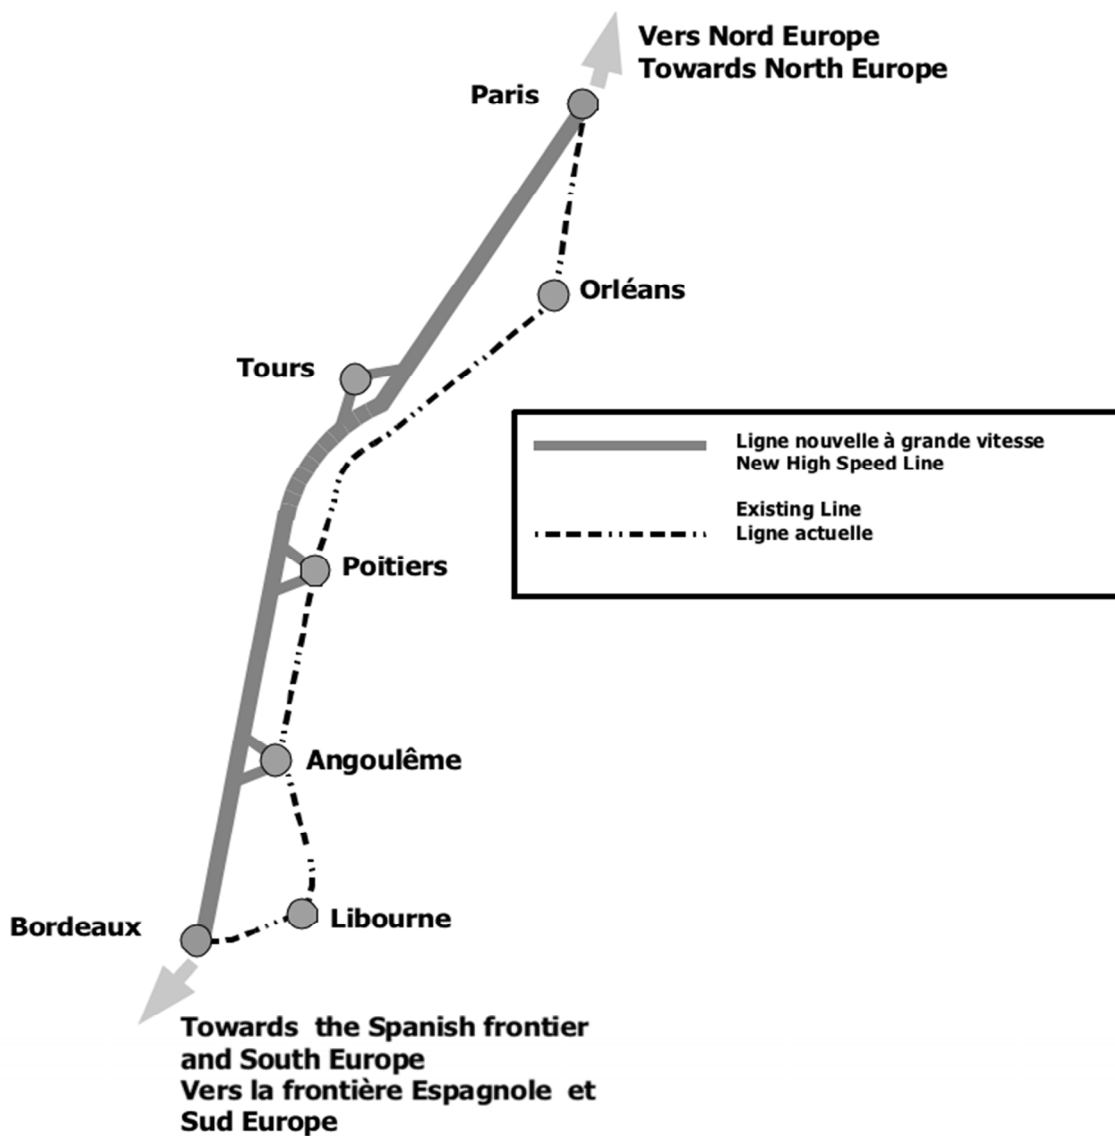 Vers Nord Europe
Towards North Europe
Paris
Orléans
Tours
Ligne nouvelle à grande vitesse
New High Speed Line
Existing Line
Ligne actuelle
Poitiers
Angoulême
Libourne
Bordeaux
Towards the Spanish frontier
and South Europe
Vers la frontière Espagnole et
Sud Europe